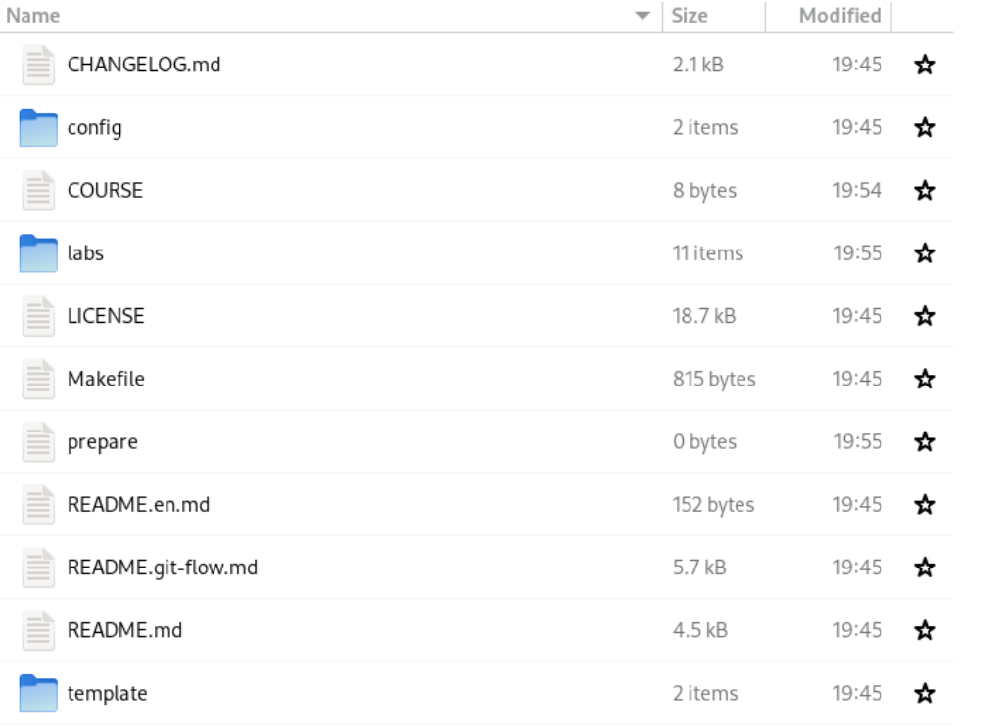 Name Size Modified
CHANGELOG.md 2.1 kB 19:45
config 2 items 19:45
COURSE 8 bytes 19:54
labs 11 items 19:55
LICENSE 18.7 kB 19:45
Makefile 815 bytes 19:45
prepare 0 bytes 19:55
README.en.md 152 bytes 19:45
README.git-flow.md 5.7 kB 19:45
README.md 4.5 kB 19:45
template 2 items 19:45